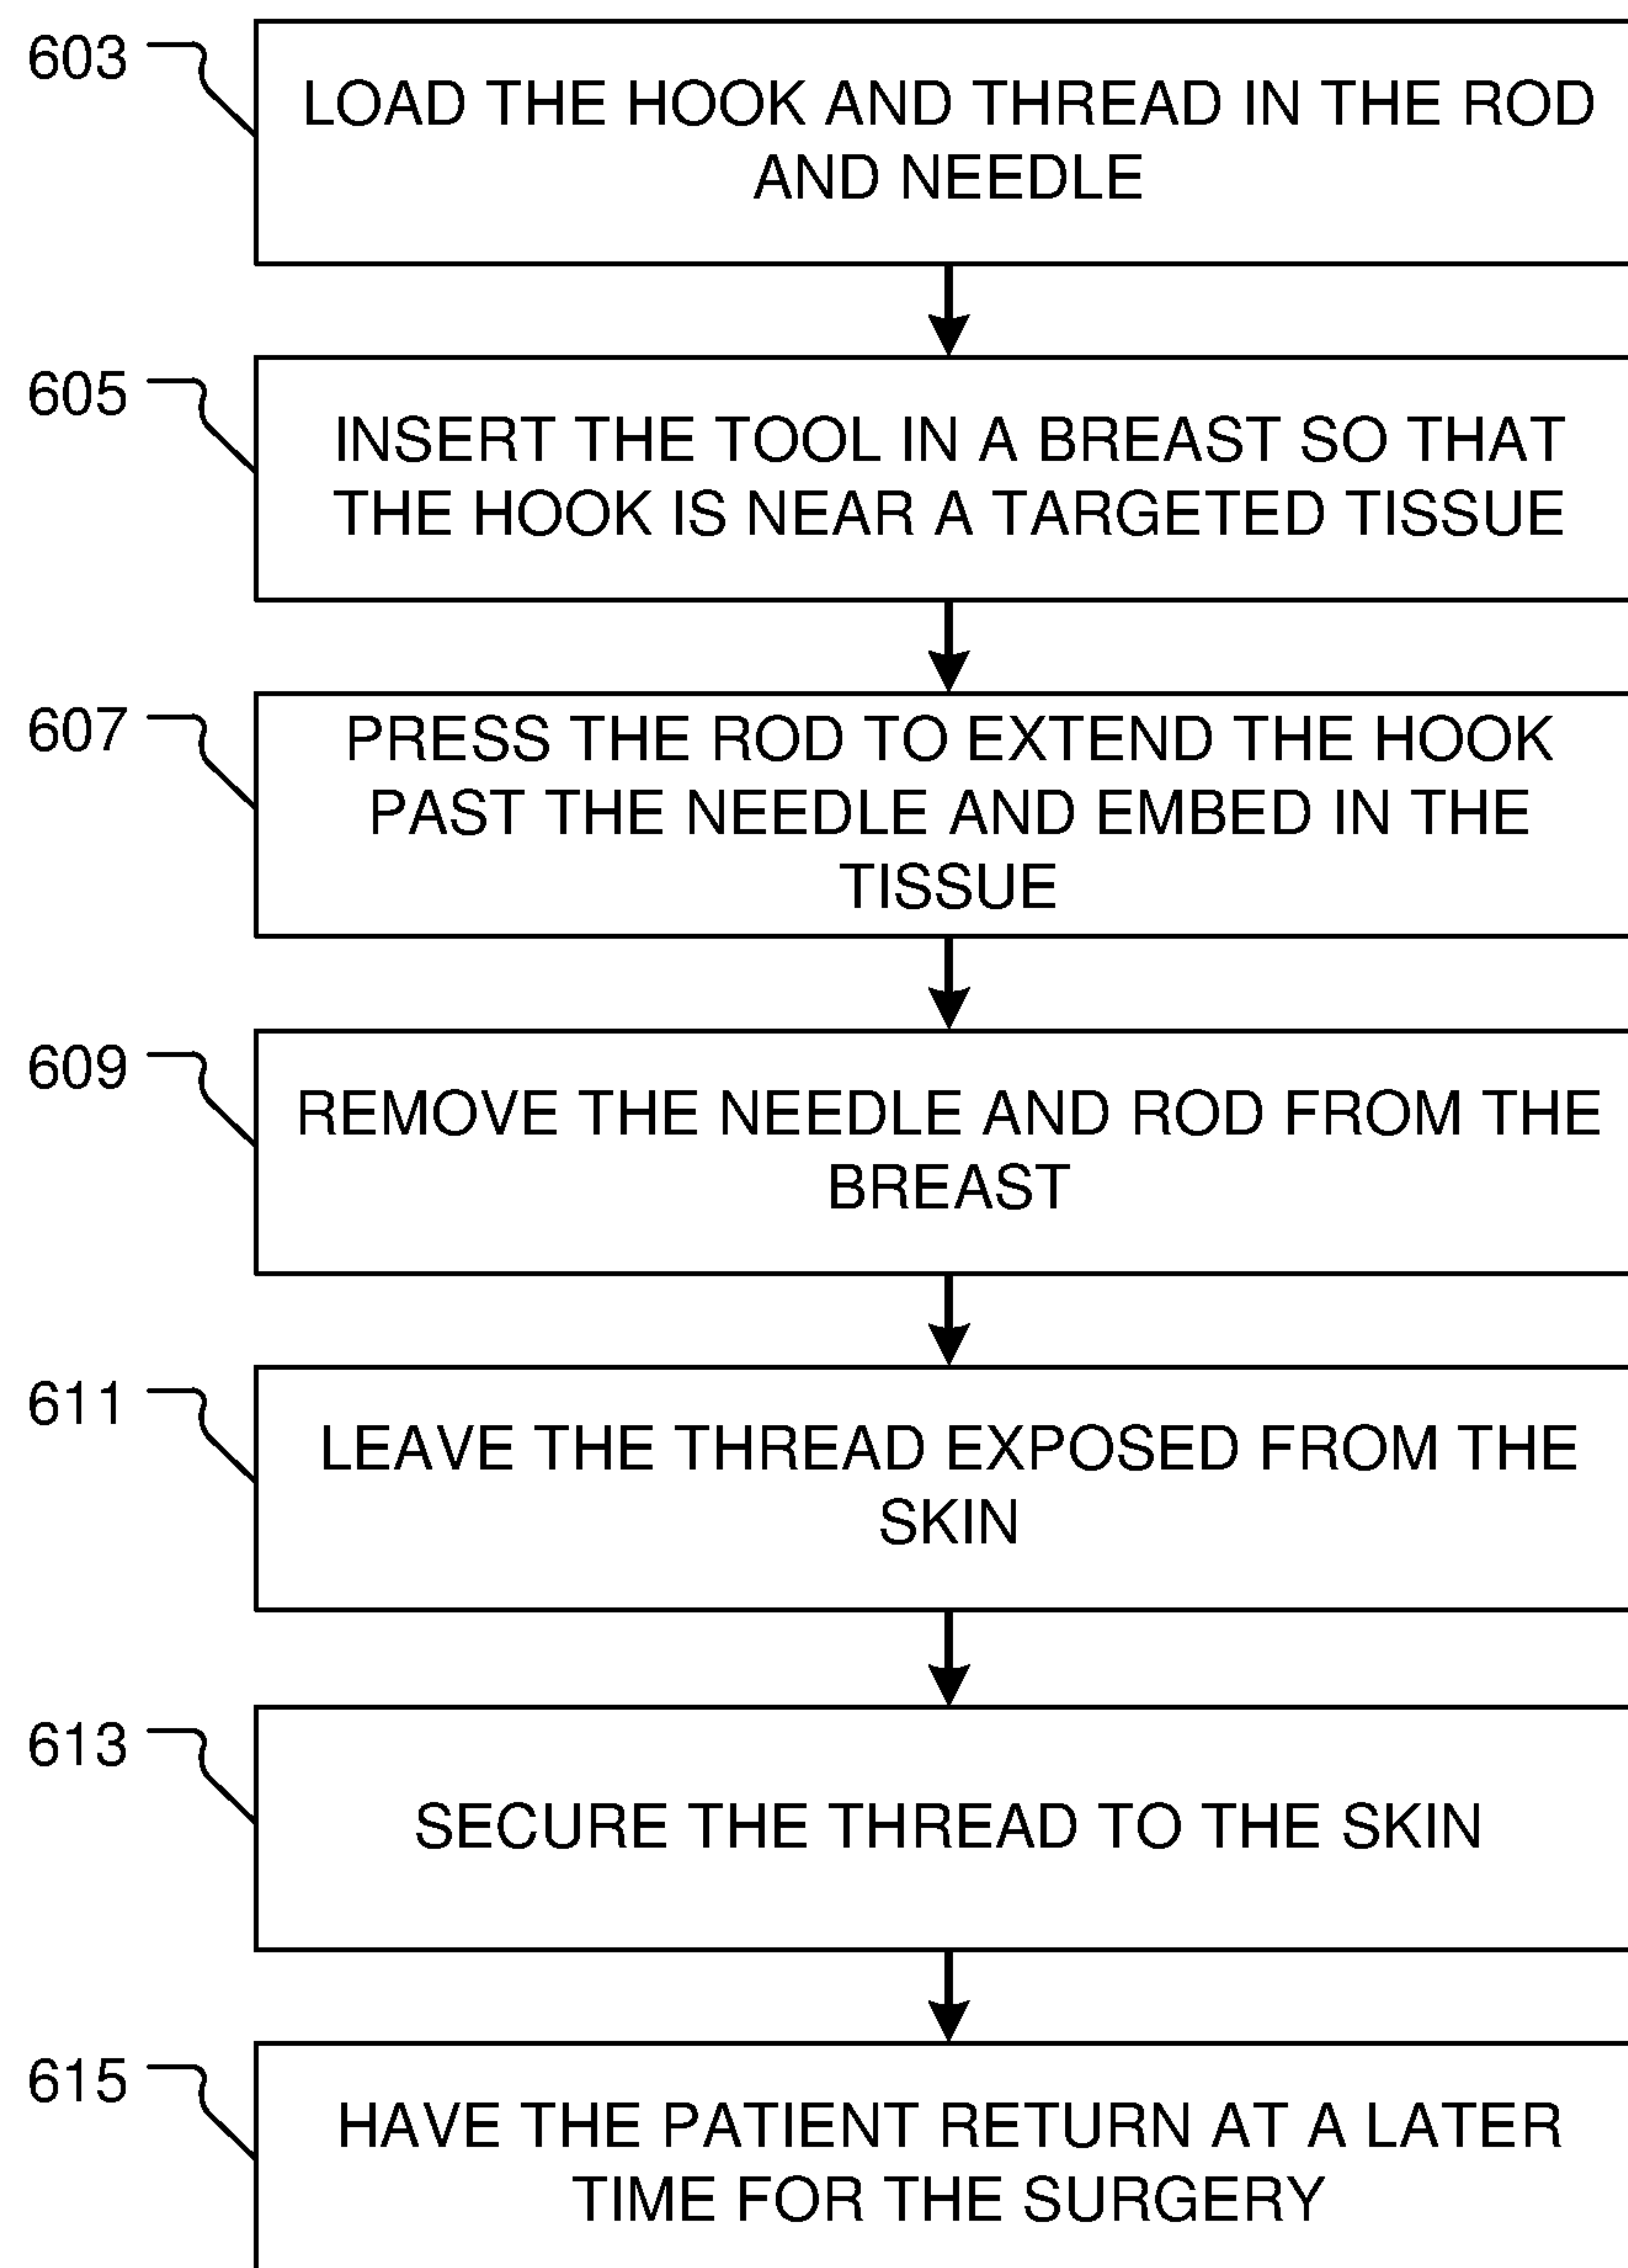 603
LOAD THE HOOK AND THREAD IN THE ROD
AND NEEDLE
605
INSERT THE TOOL IN A BREAST SO THAT
THE HOOK IS NEAR A TARGETED TISSUE
607
PRESS THE ROD TO EXTEND THE HOOK
PAST THE NEEDLE AND EMBED IN THE
TISSUE
609
REMOVE THE NEEDLE AND ROD FROM THE
BREAST
611
LEAVE THE THREAD EXPOSED FROM THE
SKIN
613
SECURE THE THREAD TO THE SKIN
615
HAVE THE PATIENT RETURN AT A LATER
TIME FOR THE SURGERY